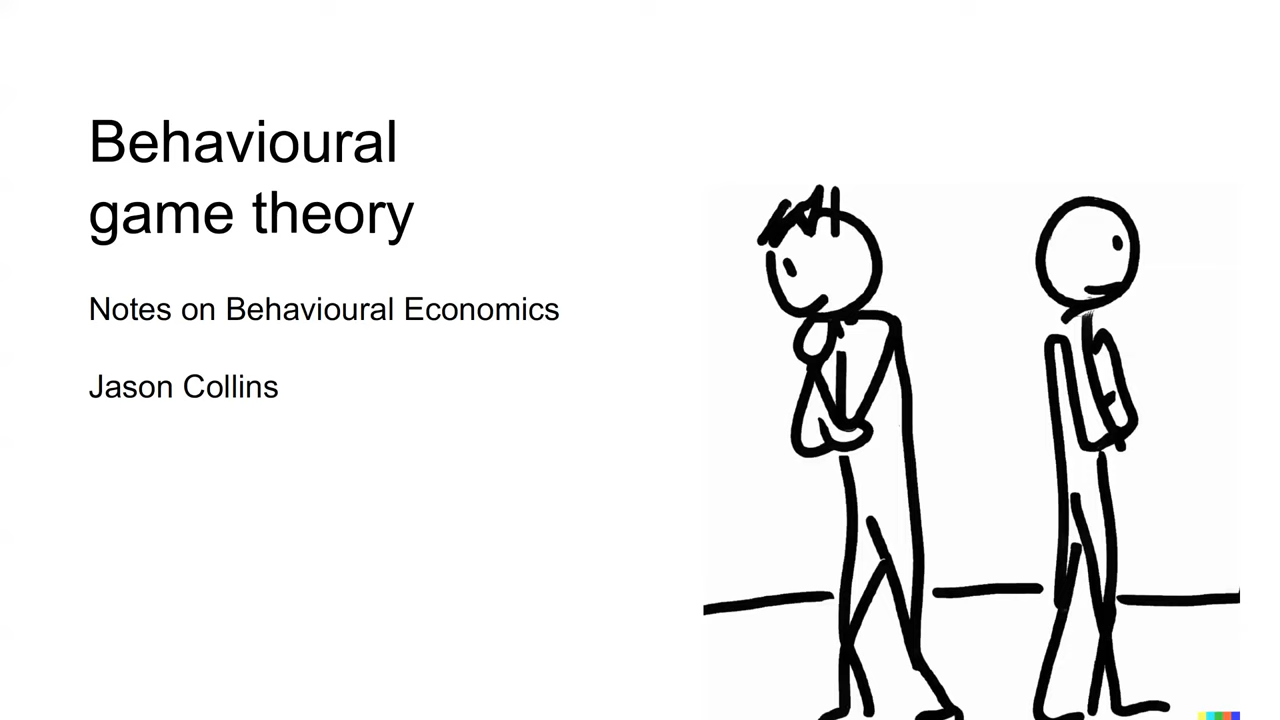 Behavioural
game theory
Notes on Behavioural Economics
Jason Collins